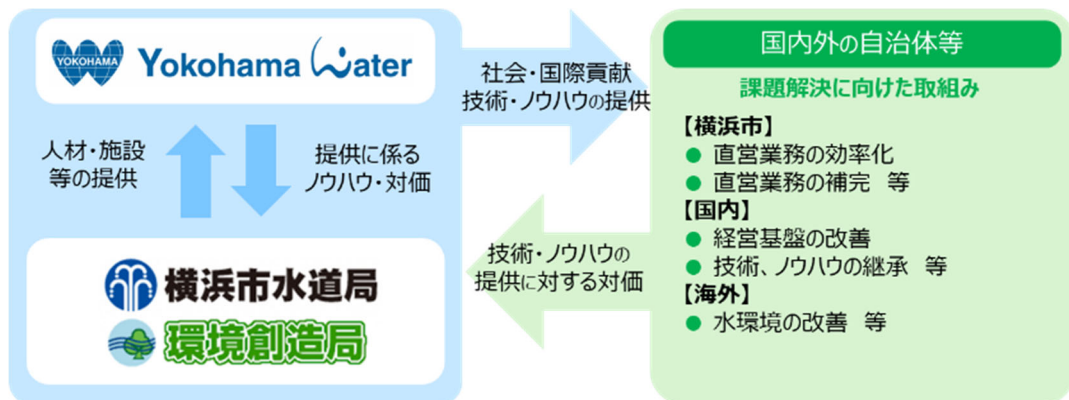 YOKOHAMA
Yokohama Water
人材・施設
等の提供
提供に係る
ノウハウ・対価
横浜市水道局
環境創造局
社会・国際貢献
技術・ノウハウの提供
技術・ノウハウの
提供に対する対価
国内外の自治体等
課題解決に向けた取組み
【横浜市】
● 直営業務の効率化
● 直営業務の補完 等
【国内】
● 経営基盤の改善
● 技術、ノウハウの継承 等
【海外】
● 水環境の改善 等